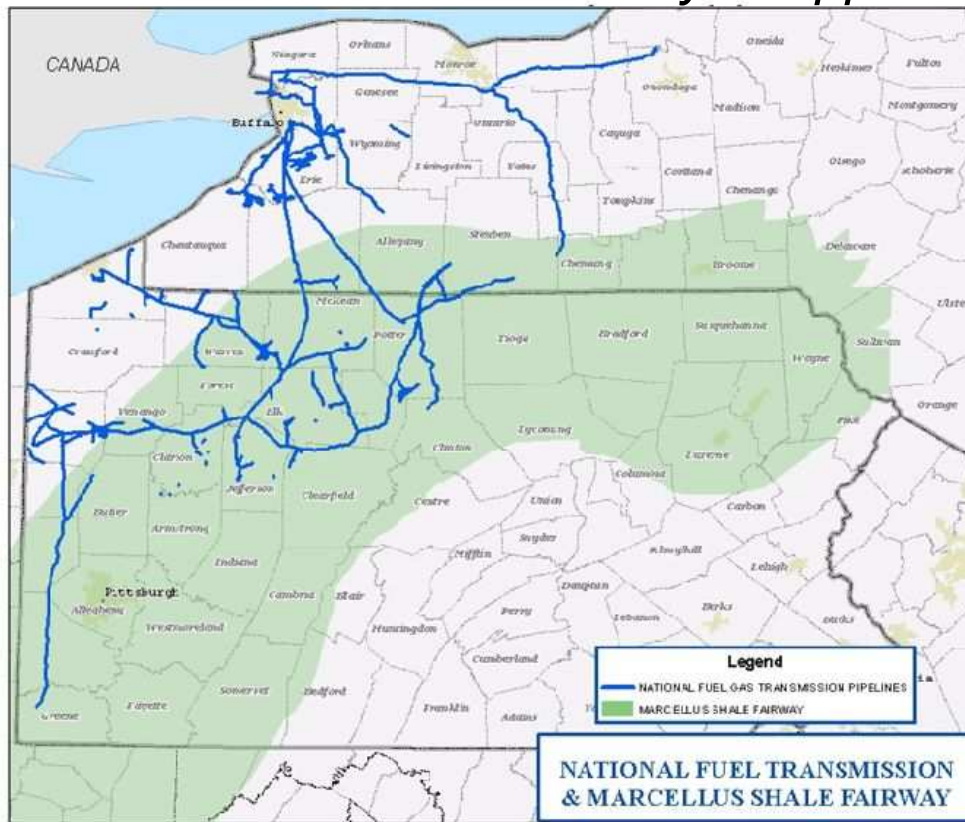 CANADA
Niagara
Orleans
Monroe
Genesee
Buffalo
Wyoming
Livingston
Ontario
Yates
Erie
Cayuga
Onondaga
Oneida
Madison
Herkimer
Fulton
Montgomery
Otsego
Schoharie
Cortland
Chenango
Tompkins
Delaware
Chautauqua
Allegany
Steuben
Chemung
Broome
Ulster
Sullivan
Orange
Crawford
Warren
McKean
Potter
Tioga
Bradford
Susquehanna
Wayne
Pike
Forest
Venango
Elk
Clarion
Jefferson
Clearfield
Clinton
Lycoming
Centre
Union
Snyder
Columbia
Luzerne
Carbon
Butler
Armstrong
Indiana
Cambria
Blair
Mifflin
Huntingdon
Schuylkill
Lehigh
Dauphin
Perry
Lebanon
Berks
Bucks
Pittsburgh
Allegheny
Westmoreland
Cumberland
Greene
Fayette
Somerset
Bedford
Franklin
Adams
Legend
NATIONAL FUEL GAS TRANSMISSION PIPELINES
MARCELLUS SHALE FAIRWAY
NATIONAL FUEL TRANSMISSION
& MARCELLUS SHALE FAIRWAY